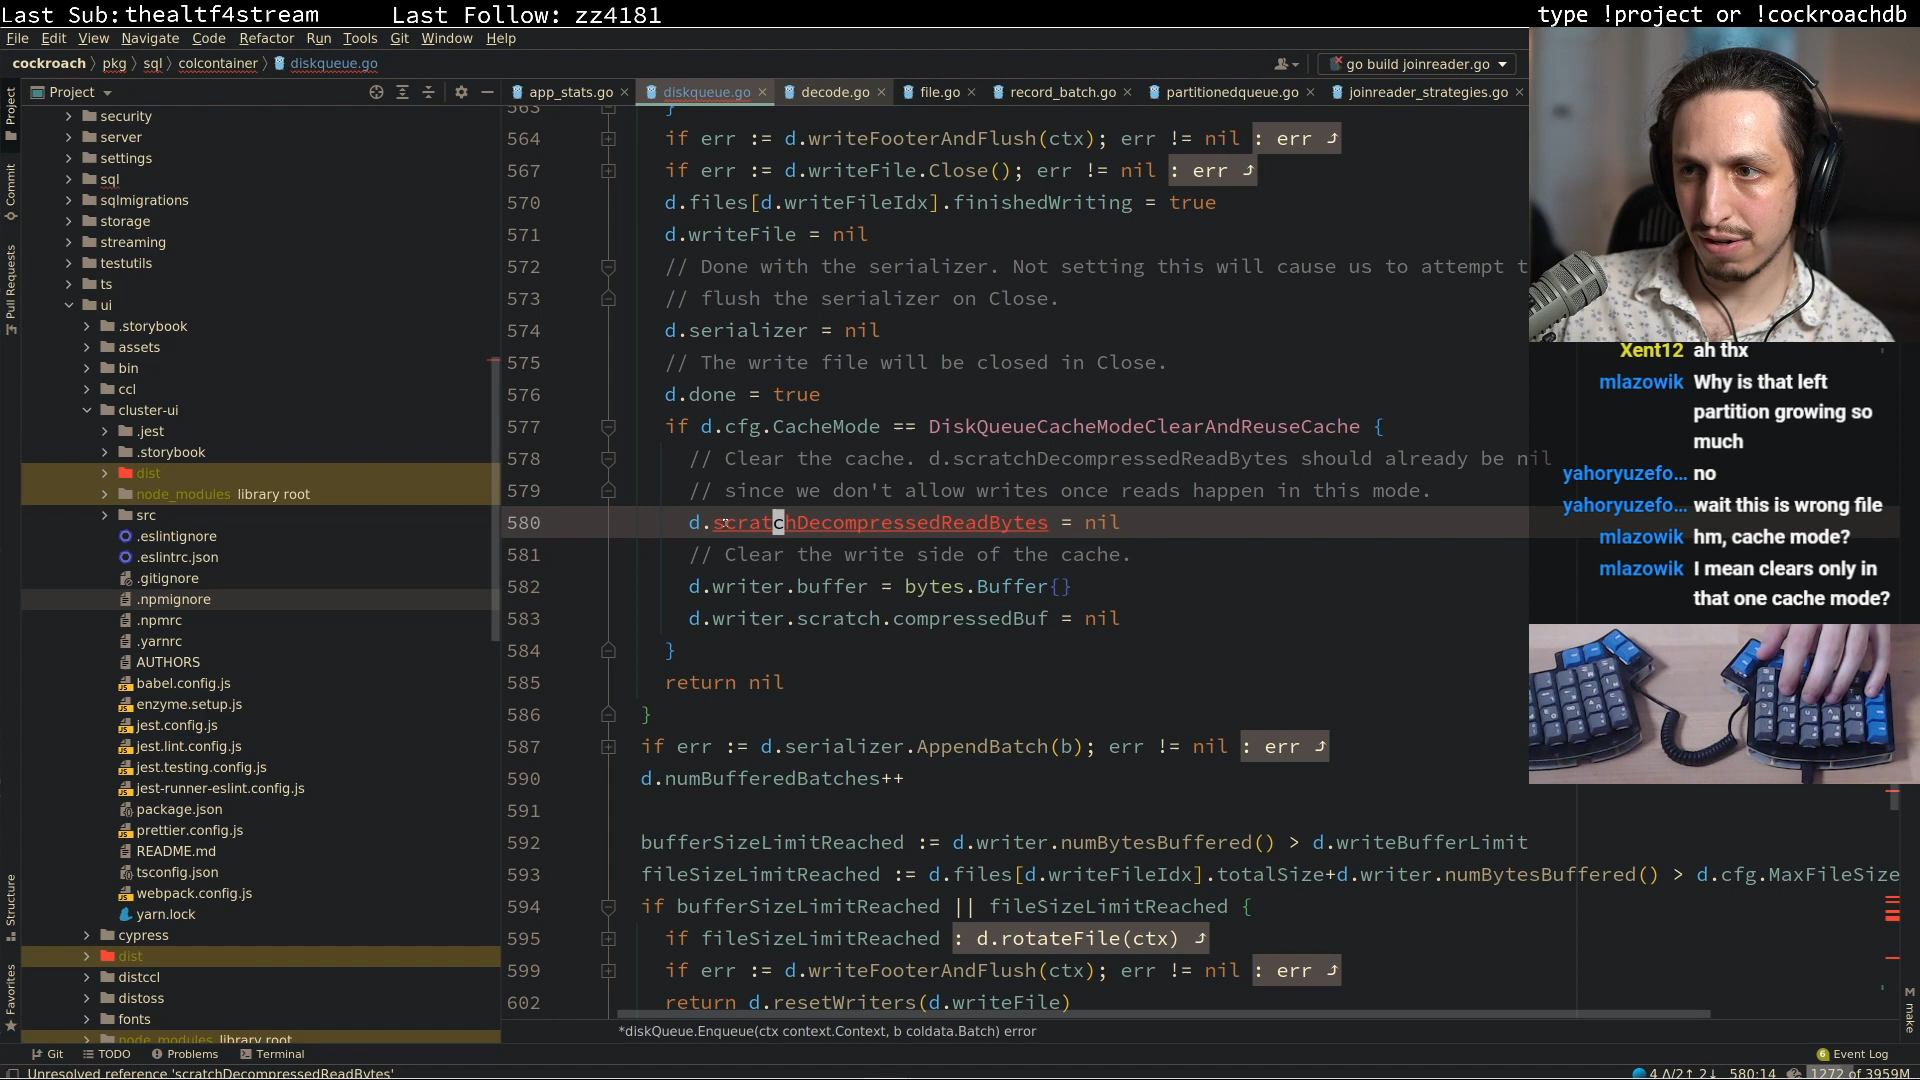 Last Sub:thealtf4stream
Last Follow: zz4181
type !project or !cockroachdb
File Edit View Navigate Code Refactor Run Tools Git Window Help
cockroach pkg sql colcontainer diskqueue.go
go build joinreader.go
Project
app_stats.go diskqueue.go decode.go file.go record_batch.go partitionedqueue.go joinreader_strategies.go
Project
Commit
Pull Requests
Structure
Favorites
security
server
settings
sql
sqlmigrations
storage
streaming
testutils
ts
ui
.storybook
assets
bin
ccl
cluster-ui
.jest
.storybook
dist
node_modules library root
src
.eslintignore
.eslintrc.json
.gitignore
.npmignore
.npmrc
.yarnrc
AUTHORS
babel.config.js
enzyme.setup.js
jest.config.js
jest.lint.config.js
jest.testing.config.js
jest-runner-eslint.config.js
package.json
prettier.config.js
README.md
tsconfig.json
webpack.config.js
yarn.lock
cypress
dist
distccl
distoss
fonts
node_modules library root
563 }
564 if err := d.writeFooterAndFlush(ctx); err != nil : err
567 if err := d.writeFile.Close(); err != nil : err
570 d.files[d.writeFileIdx].finishedWriting = true
571 d.writeFile = nil
572 // Done with the serializer. Not setting this will cause us to attempt t
573 // flush the serializer on Close.
574 d.serializer = nil
575 // The write file will be closed in Close.
576 d.done = true
577 if d.cfg.CacheMode == DiskQueueCacheModeClearAndReuseCache {
578 // Clear the cache. d.scratchDecompressedReadBytes should already be nil
579 // since we don't allow writes once reads happen in this mode.
580 d.scratchDecompressedReadBytes = nil
581 // Clear the write side of the cache.
582 d.writer.buffer = bytes.Buffer{}
583 d.writer.scratch.compressedBuf = nil
584 }
585 return nil
586 }
587 if err := d.serializer.AppendBatch(b); err != nil : err
590 d.numBufferedBatches++
591
592 bufferSizeLimitReached := d.writer.numBytesBuffered() > d.writeBufferLimit
593 fileSizeLimitReached := d.files[d.writeFileIdx].totalSize+d.writer.numBytesBuffered() > d.cfg.MaxFileSize
594 if bufferSizeLimitReached || fileSizeLimitReached {
595 if fileSizeLimitReached : d.rotateFile(ctx)
599 if err := d.writeFooterAndFlush(ctx); err != nil : err
602 return d.resetWriters(d.writeFile)
*diskQueue.Enqueue(ctx context.Context, b coldata.Batch) error
Xent12 ah thx
mlazowik Why is that left
partition growing so
much
yahoryuzefo... no
yahoryuzefo... wait this is wrong file
mlazowik hm, cache mode?
mlazowik I mean clears only in
that one cache mode?
M make
Git TODO Problems Terminal
6 Event Log
Unresolved reference 'scratchDecompressedReadBytes'
580:14
1272 of 3959M